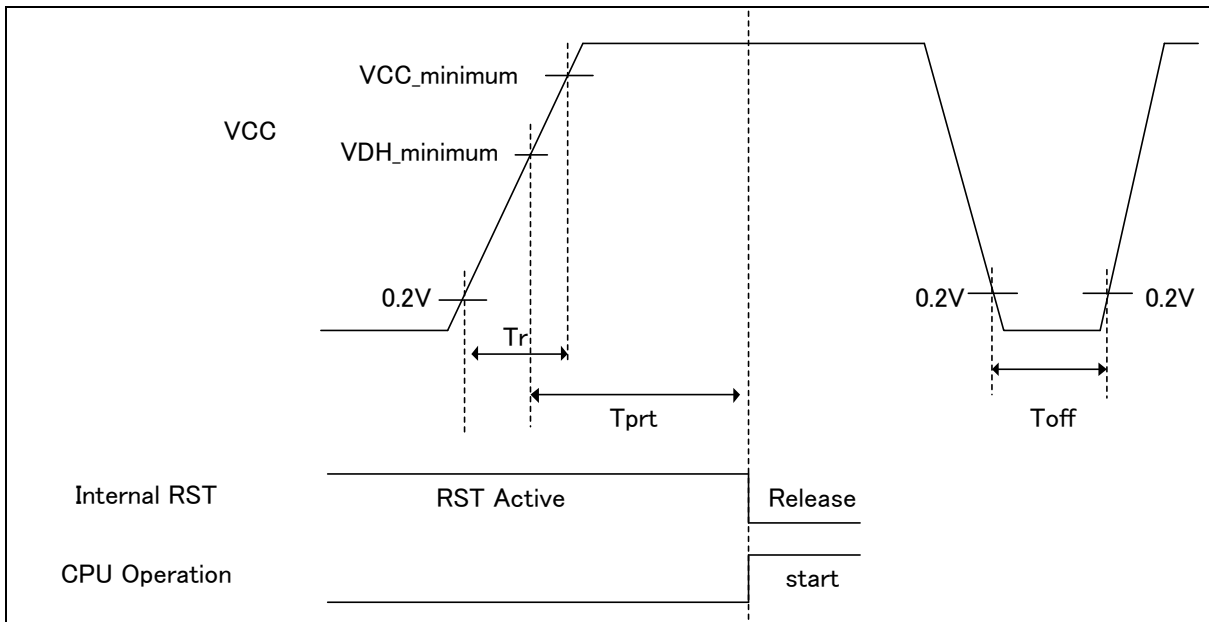 VCC_minimum
VCC
VDH_minimum
0.2V
0.2V
0.2V
Tr
Tprt
Toff
Internal RST
RST Active
Release
CPU Operation
start